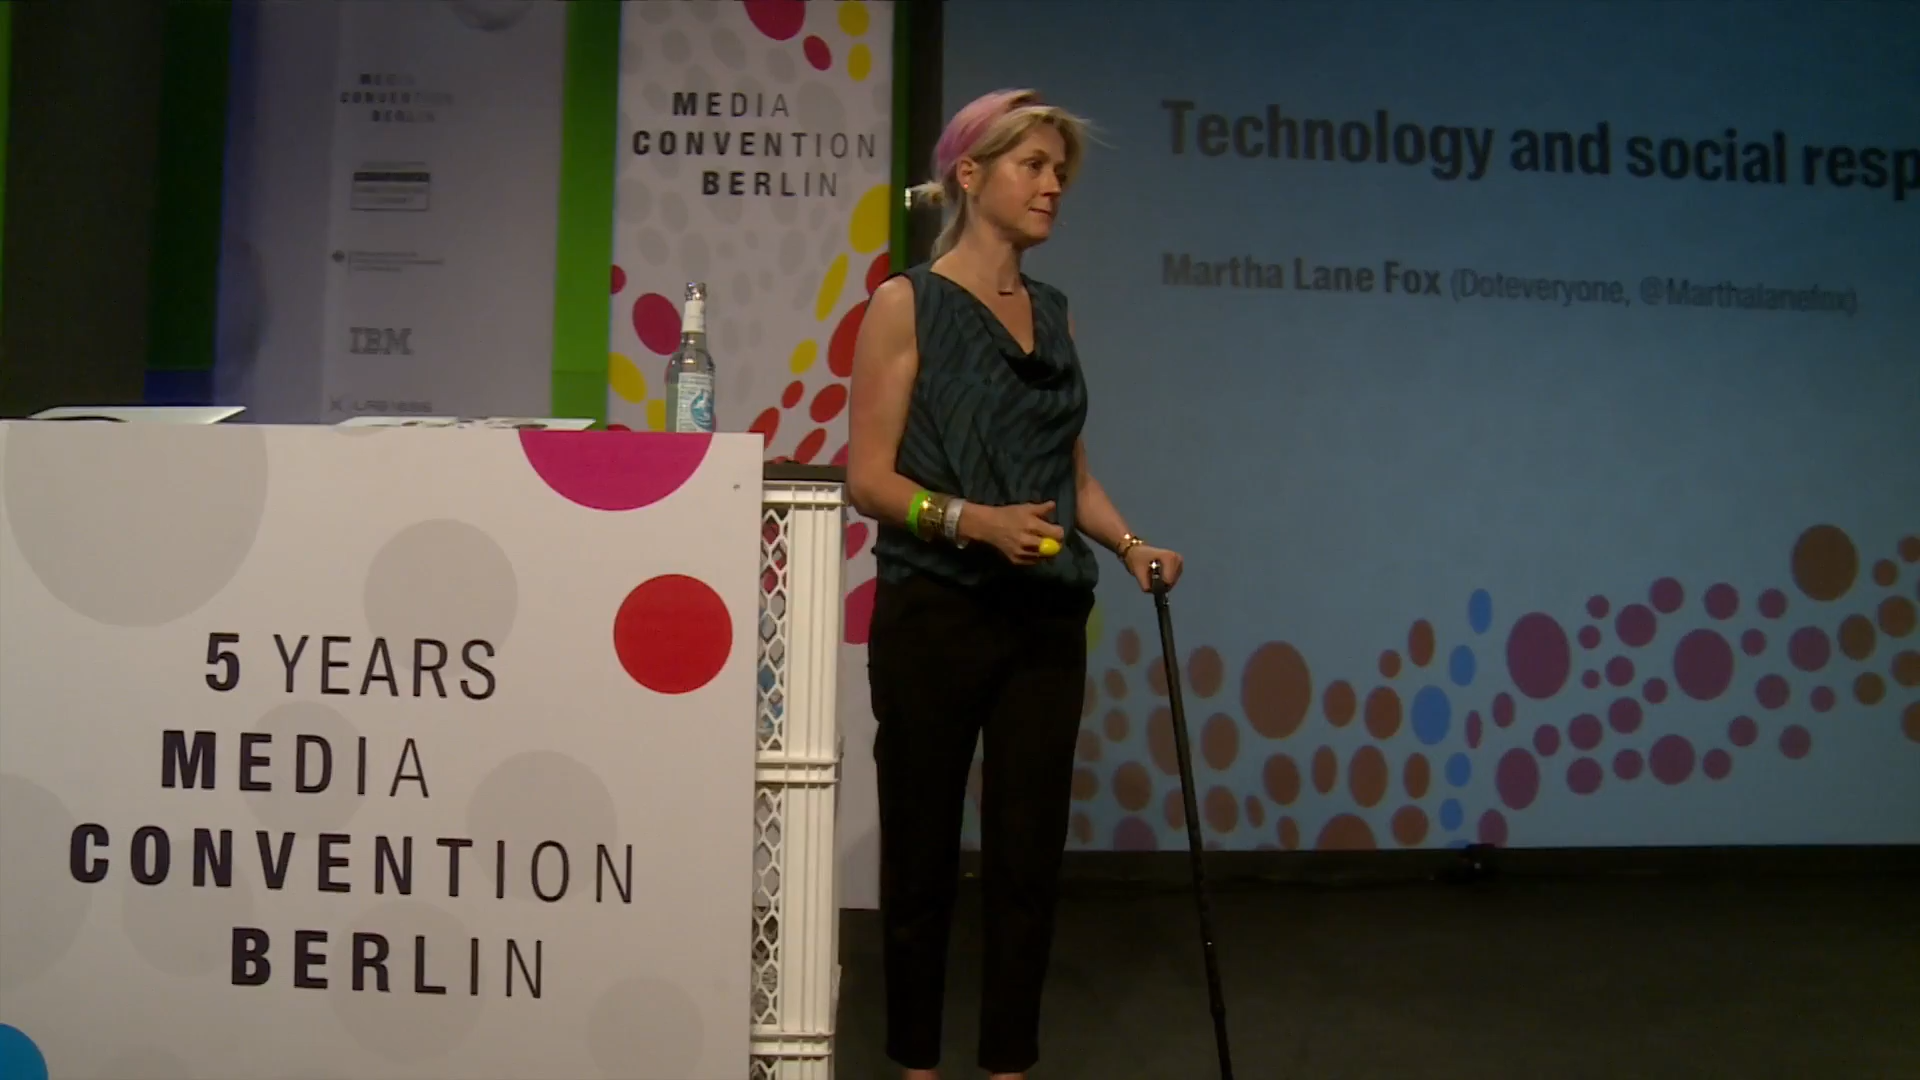 MEDIA
CONVENTION
BERLIN
IBM
MEDIA
CONVENTION
BERLIN
Technology and social resp
Martha Lane Fox (Doteveryone, @Marthalanefox)
5 YEARS
MEDIA
CONVENTION
BERLIN